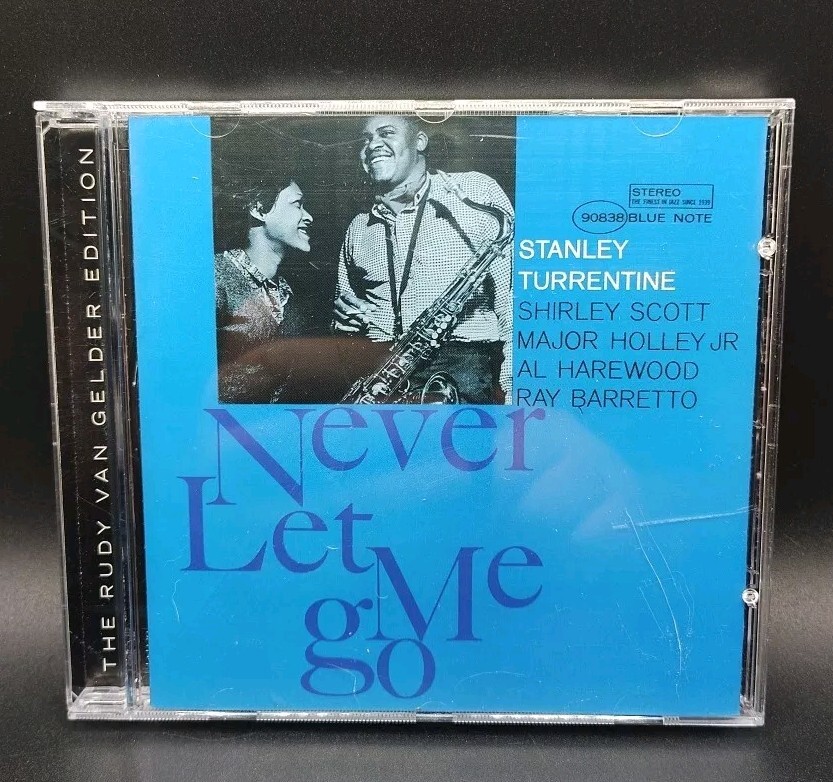 THE RUDY VAN GELDER EDITION
STEREO
THE FINEST IN JAZZ SINCE 1939
90838 BLUE NOTE
STANLEY
TURRENTINE
SHIRLEY SCOTT
MAJOR HOLLEY JR
AL HAREWOOD
RAY BARRETTO
Never
Let Me
go